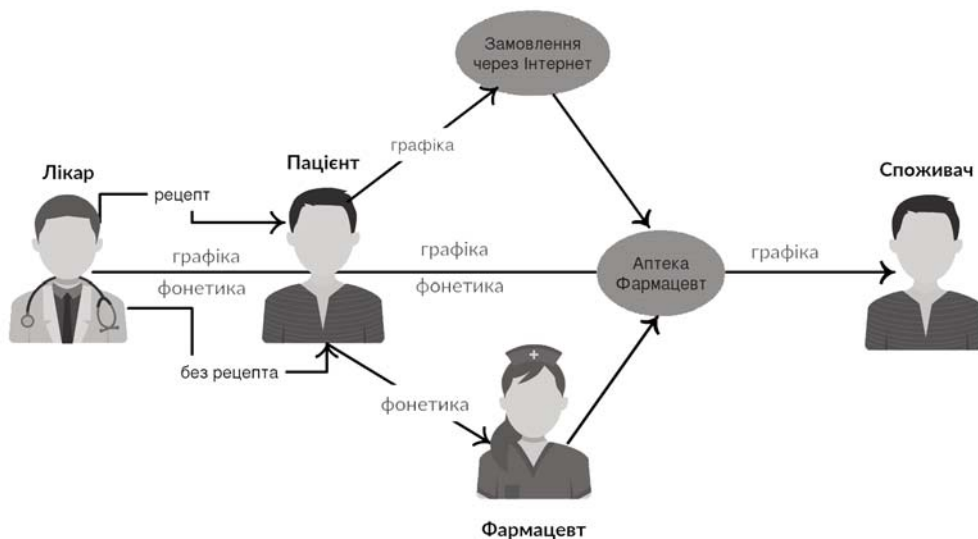 Замовлення
через Інтернет
графіка
Лікар
Пацієнт
Споживач
рецепт
графіка
фонетика
графіка
фонетика
Аптека
Фармацевт
графіка
без рецепта
фонетика
Фармацевт